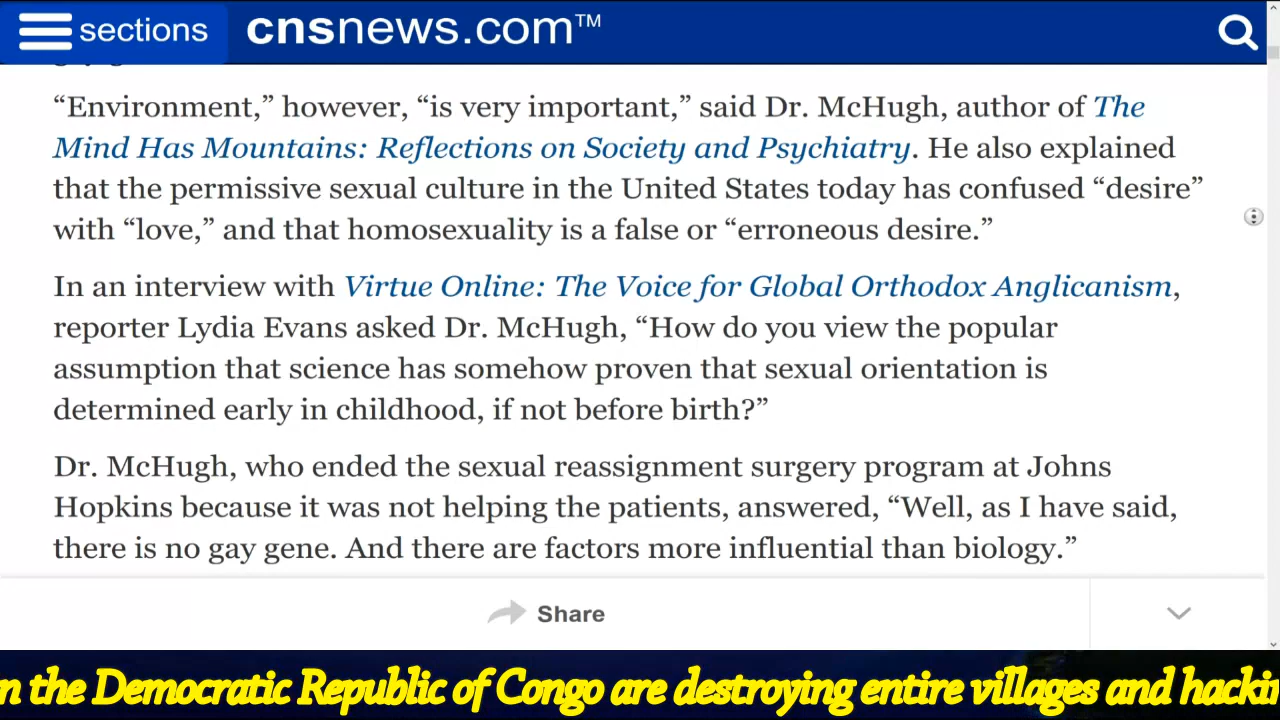 sections cnsnews.com™
“Environment,” however, “is very important,” said Dr. McHugh, author of The
Mind Has Mountains: Reflections on Society and Psychiatry. He also explained
that the permissive sexual culture in the United States today has confused “desire”
with “love,” and that homosexuality is a false or “erroneous desire.”
In an interview with Virtue Online: The Voice for Global Orthodox Anglicanism,
reporter Lydia Evans asked Dr. McHugh, “How do you view the popular
assumption that science has somehow proven that sexual orientation is
determined early in childhood, if not before birth?”
Dr. McHugh, who ended the sexual reassignment surgery program at Johns
Hopkins because it was not helping the patients, answered, “Well, as I have said,
there is no gay gene. And there are factors more influential than biology.”
Share
n the Democratic Republic of Congo are destroying entire villages and hackin